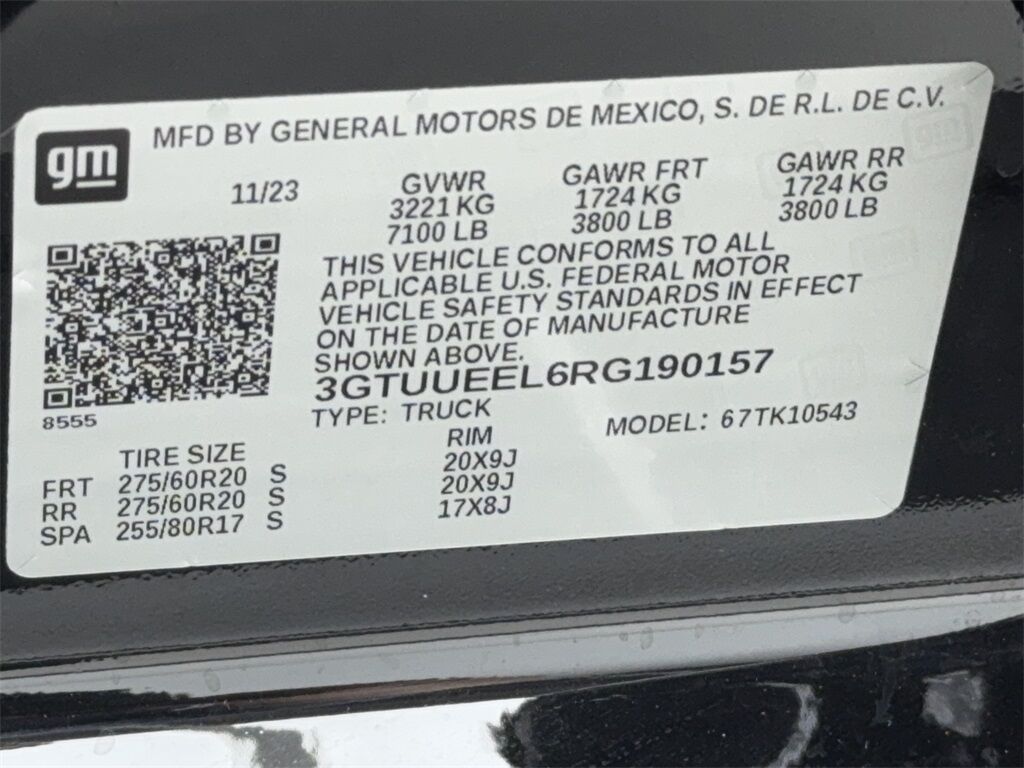 gm
MFD BY GENERAL MOTORS DE MEXICO, S. DE R.L. DE C.V.
11/23 GVWR GAWR FRT GAWR RR
3221 KG 1724 KG 1724 KG
7100 LB 3800 LB 3800 LB
THIS VEHICLE CONFORMS TO ALL
APPLICABLE U.S. FEDERAL MOTOR
VEHICLE SAFETY STANDARDS IN EFFECT
ON THE DATE OF MANUFACTURE
SHOWN ABOVE.
3GTUUEEL6RG190157
8555
TYPE: TRUCK MODEL: 67TK10543
TIRE SIZE RIM
FRT 275/60R20 S 20X9J
RR 275/60R20 S 20X9J
SPA 255/80R17 S 17X8J